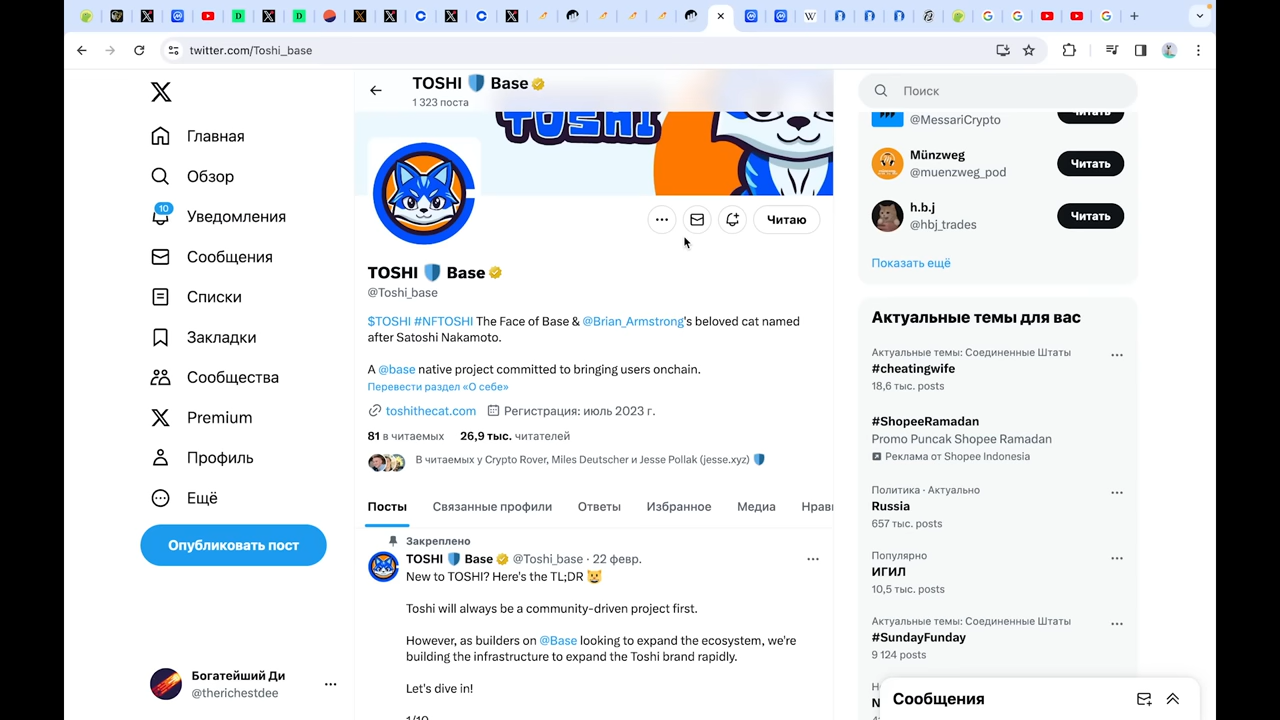 twitter.com/Toshi_base
TOSHI 🛡️ Base
1 323 поста
TOSHI
Читаю
TOSHI 🛡️ Base
@Toshi_base
$TOSHI #NFTOSHI The Face of Base & @Brian_Armstrong's beloved cat named
after Satoshi Nakamoto.
A @base native project committed to bringing users onchain.
Перевести раздел «О себе»
toshithecat.com Регистрация: июль 2023 г.
81 в читаемых 26,9 тыс. читателей
В читаемых у Crypto Rover, Miles Deutscher и Jesse Pollak (jesse.xyz) 🛡️
Посты Связанные профили Ответы Избранное Медиа Нрав
Закреплено
TOSHI 🛡️ Base @Toshi_base · 22 февр.
New to TOSHI? Here's the TL;DR 😺
Toshi will always be a community-driven project first.
However, as builders on @Base looking to expand the ecosystem, we're
building the infrastructure to expand the Toshi brand rapidly.
Let's dive in!
1/10
Главная
Обзор
10
Уведомления
Сообщения
Списки
Закладки
Сообщества
Premium
Профиль
Ещё
Опубликовать пост
Богатейший Ди
@therichestdee
Поиск
@MessariCrypto
Читать
Münzweg
@muenzweg_pod
Читать
h.b.j
@hbj_trades
Читать
Показать ещё
Актуальные темы для вас
Актуальные темы: Соединенные Штаты
#cheatingwife
18,6 тыс. posts
#ShopeeRamadan
Promo Puncak Shopee Ramadan
Реклама от Shopee Indonesia
Политика · Актуально
Russia
657 тыс. posts
Популярно
ИГИЛ
10,5 тыс. posts
Актуальные темы: Соединенные Штаты
#SundayFunday
9 124 posts
Сообщения